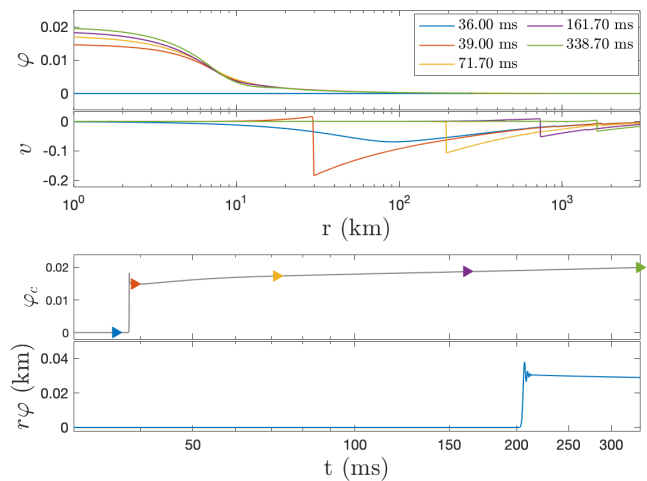 0.02
0.01
0
φ
36.00 ms
39.00 ms
71.70 ms
161.70 ms
338.70 ms
0
-0.1
-0.2
v
10⁰
10¹
10²
10³
r (km)
0.02
0.01
0
φc
0.04
0.02
0
rφ (km)
50
100
150
200
250
300
t (ms)